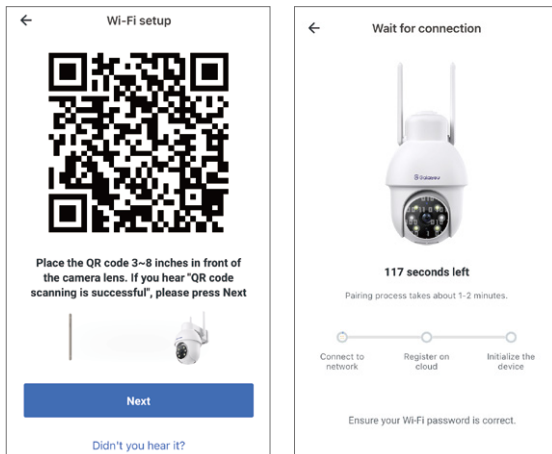 Wi-Fi setup
Place the QR code 3~8 inches in front of
the camera lens. If you hear "QR code
scanning is successful", please press Next
Next
Didn't you hear it?
Wait for connection
117 seconds left
Pairing process takes about 1-2 minutes.
Connect to
network
Register on
cloud
Initialize the
device
Ensure your Wi-Fi password is correct.